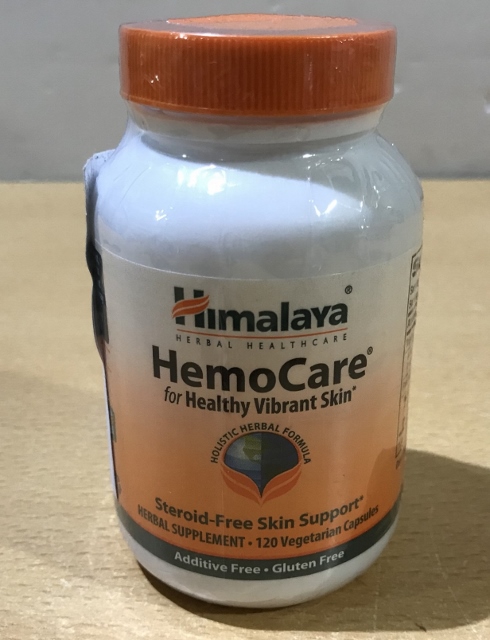 Himalaya®
HERBAL HEALTHCARE
HemoCare®
for Healthy Vibrant Skin*
HOLISTIC HERBAL FORMULA
Steroid-Free Skin Support*
HERBAL SUPPLEMENT • 120 Vegetarian Capsules
Additive Free • Gluten Free